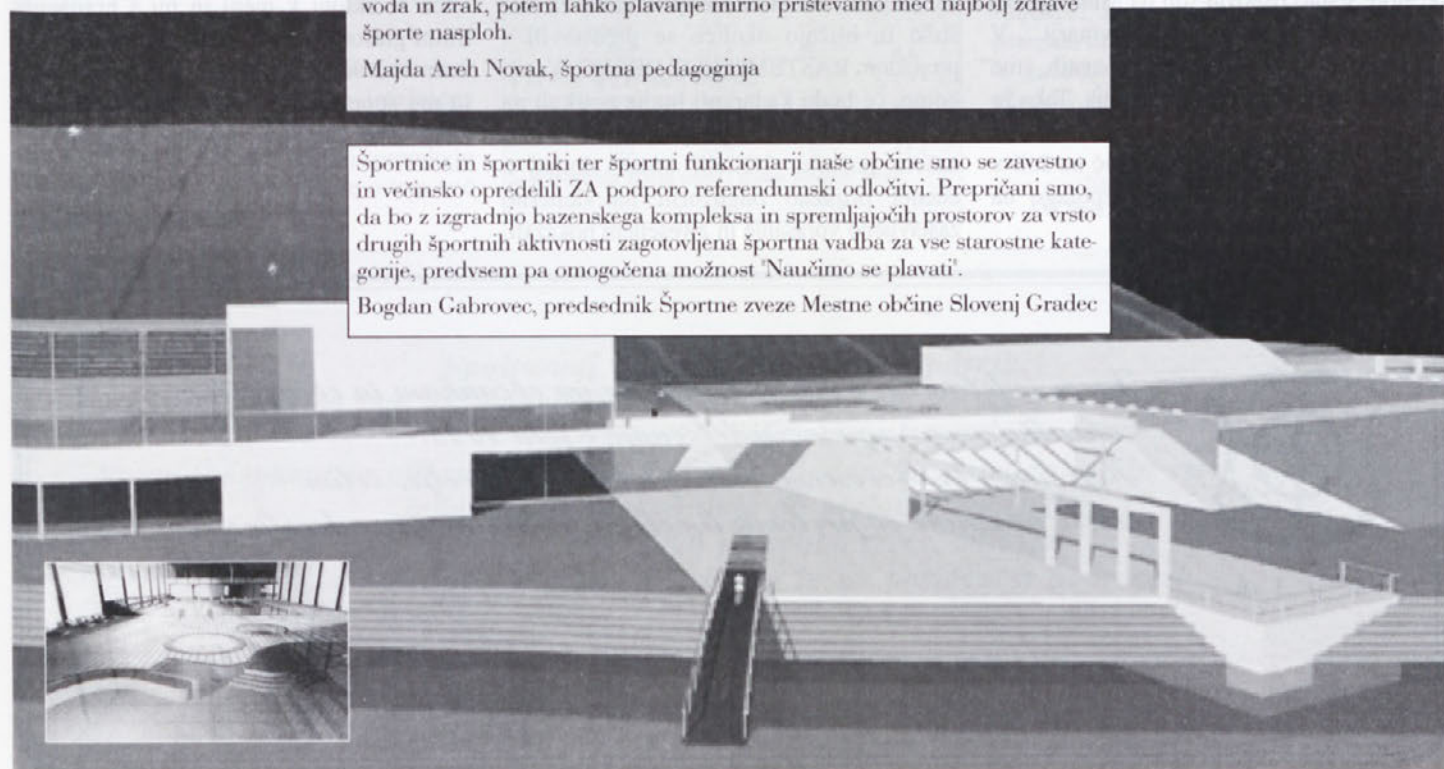 voda in zrak, potem lahko plavanje mirno prištevamo med najbolj zdrave
športe nasploh.
Majda Areh Novak, športna pedagoginja
Športnice in športniki ter športni funkcionarji naše občine smo se zavestno
in večinsko opredelili ZA podporo referendumski odločitvi. Prepričani smo,
da bo z izgradnjo bazenskega kompleksa in spremljajočih prostorov za vrsto
drugih športnih aktivnosti zagotovljena športna vadba za vse starostne kate-
gorije, predvsem pa omogočena možnost 'Naučimo se plavati'.
Bogdan Gabrovec, predsednik Športne zveze Mestne občine Slovenj Gradec